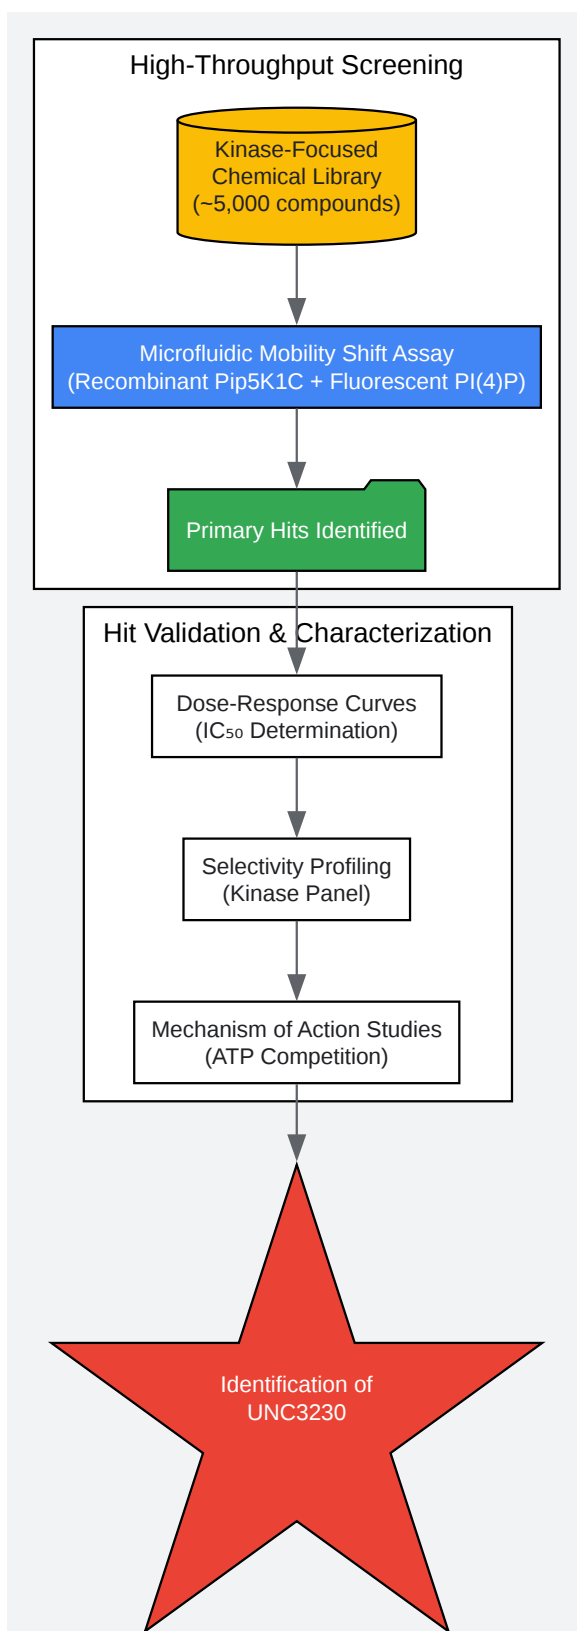 High-Throughput Screening
Kinase-Focused
Chemical Library
(~5,000 compounds)
Microfluidic Mobility Shift Assay
(Recombinant Pip5K1C + Fluorescent PI(4)P)
Primary Hits Identified
Hit Validation & Characterization
Dose-Response Curves
(IC₅₀ Determination)
Selectivity Profiling
(Kinase Panel)
Mechanism of Action Studies
(ATP Competition)
Identification of
UNC3230